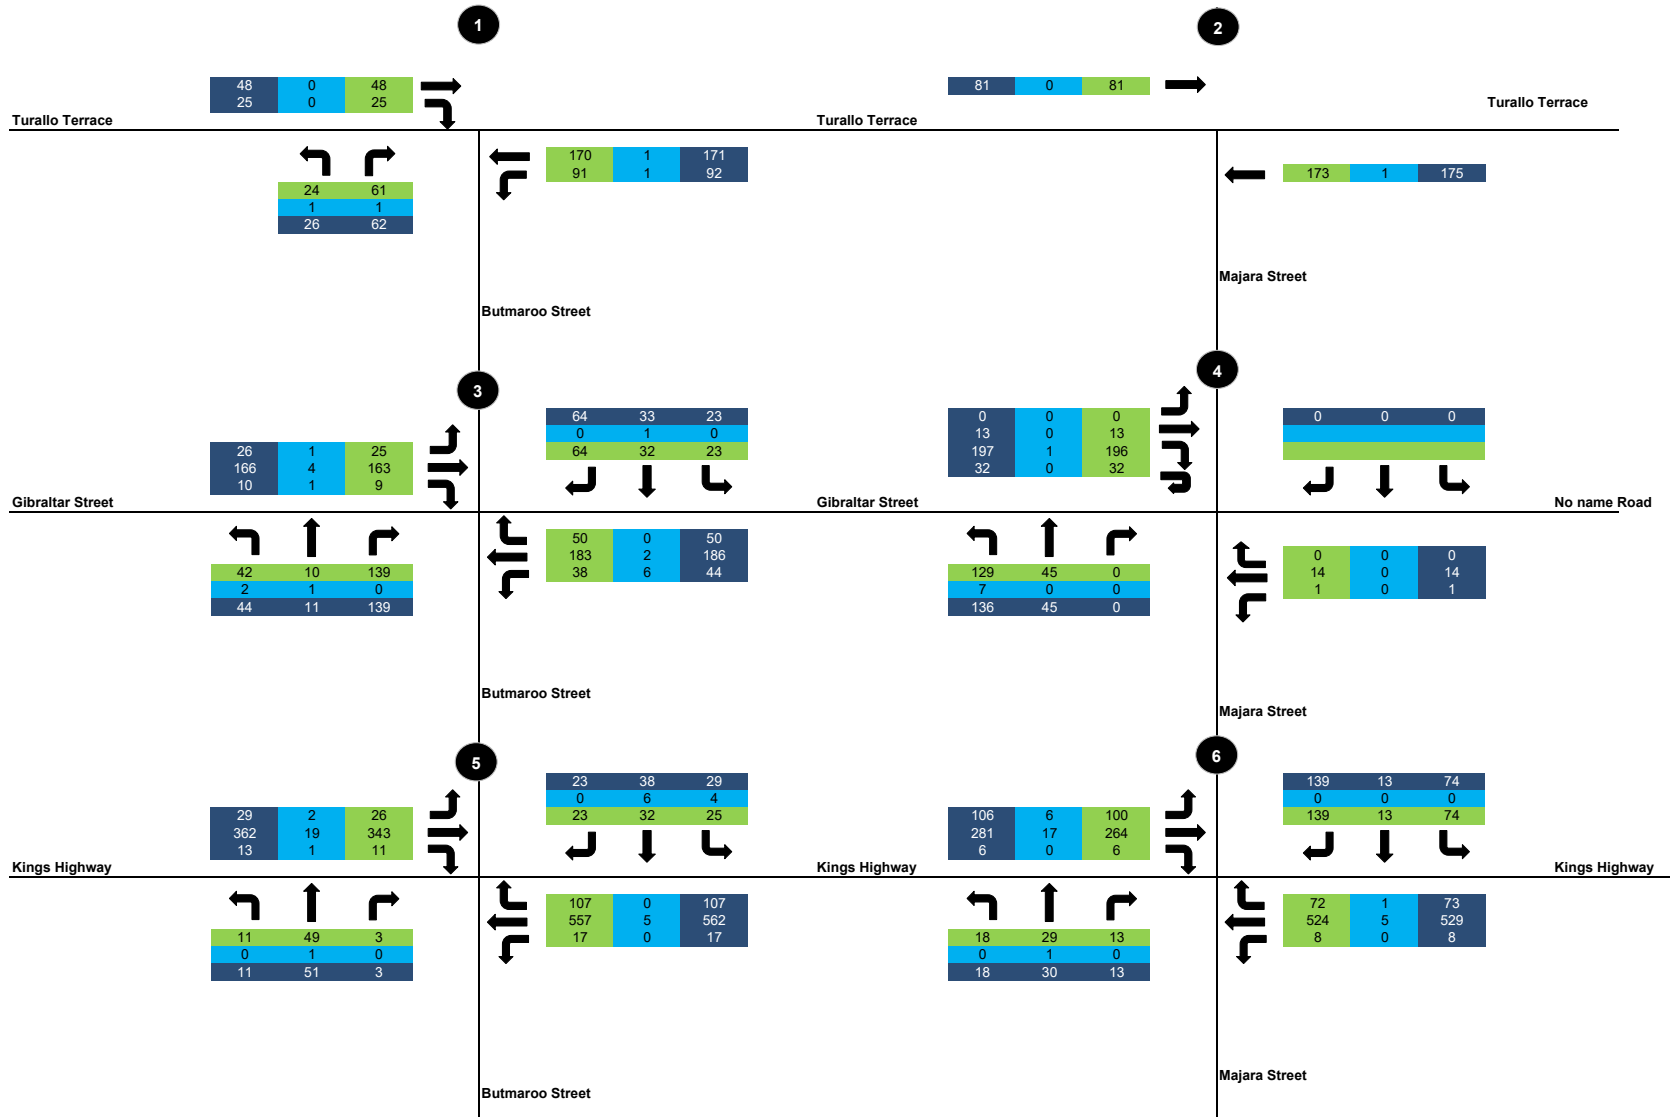 1
2
48 0 48
25 0 25
81 0 81
Turallo Terrace
Turallo Terrace
Turallo Terrace
170 1 171
91 1 92
173 1 175
24 61
1 1
26 62
Majara Street
Butmaroo Street
3
4
26 1 25
166 4 163
10 1 9
64 33 23
0 1 0
64 32 23
0 0 0
13 0 13
197 1 196
32 0 32
0 0 0
Gibraltar Street
Gibraltar Street
No name Road
42 10 139
2 1 0
44 11 139
50 0 50
183 2 186
38 6 44
129 45 0
7 0 0
136 45 0
0 0 0
14 0 14
1 0 1
Butmaroo Street
Majara Street
5
6
29 2 26
362 19 343
13 1 11
23 38 29
0 6 4
23 32 25
106 6 100
281 17 264
6 0 6
139 13 74
0 0 0
139 13 74
Kings Highway
Kings Highway
Kings Highway
11 49 3
0 1 0
11 51 3
107 0 107
557 5 562
17 0 17
18 29 13
0 1 0
18 30 13
72 1 73
524 5 529
8 0 8
Majara Street
Butmaroo Street